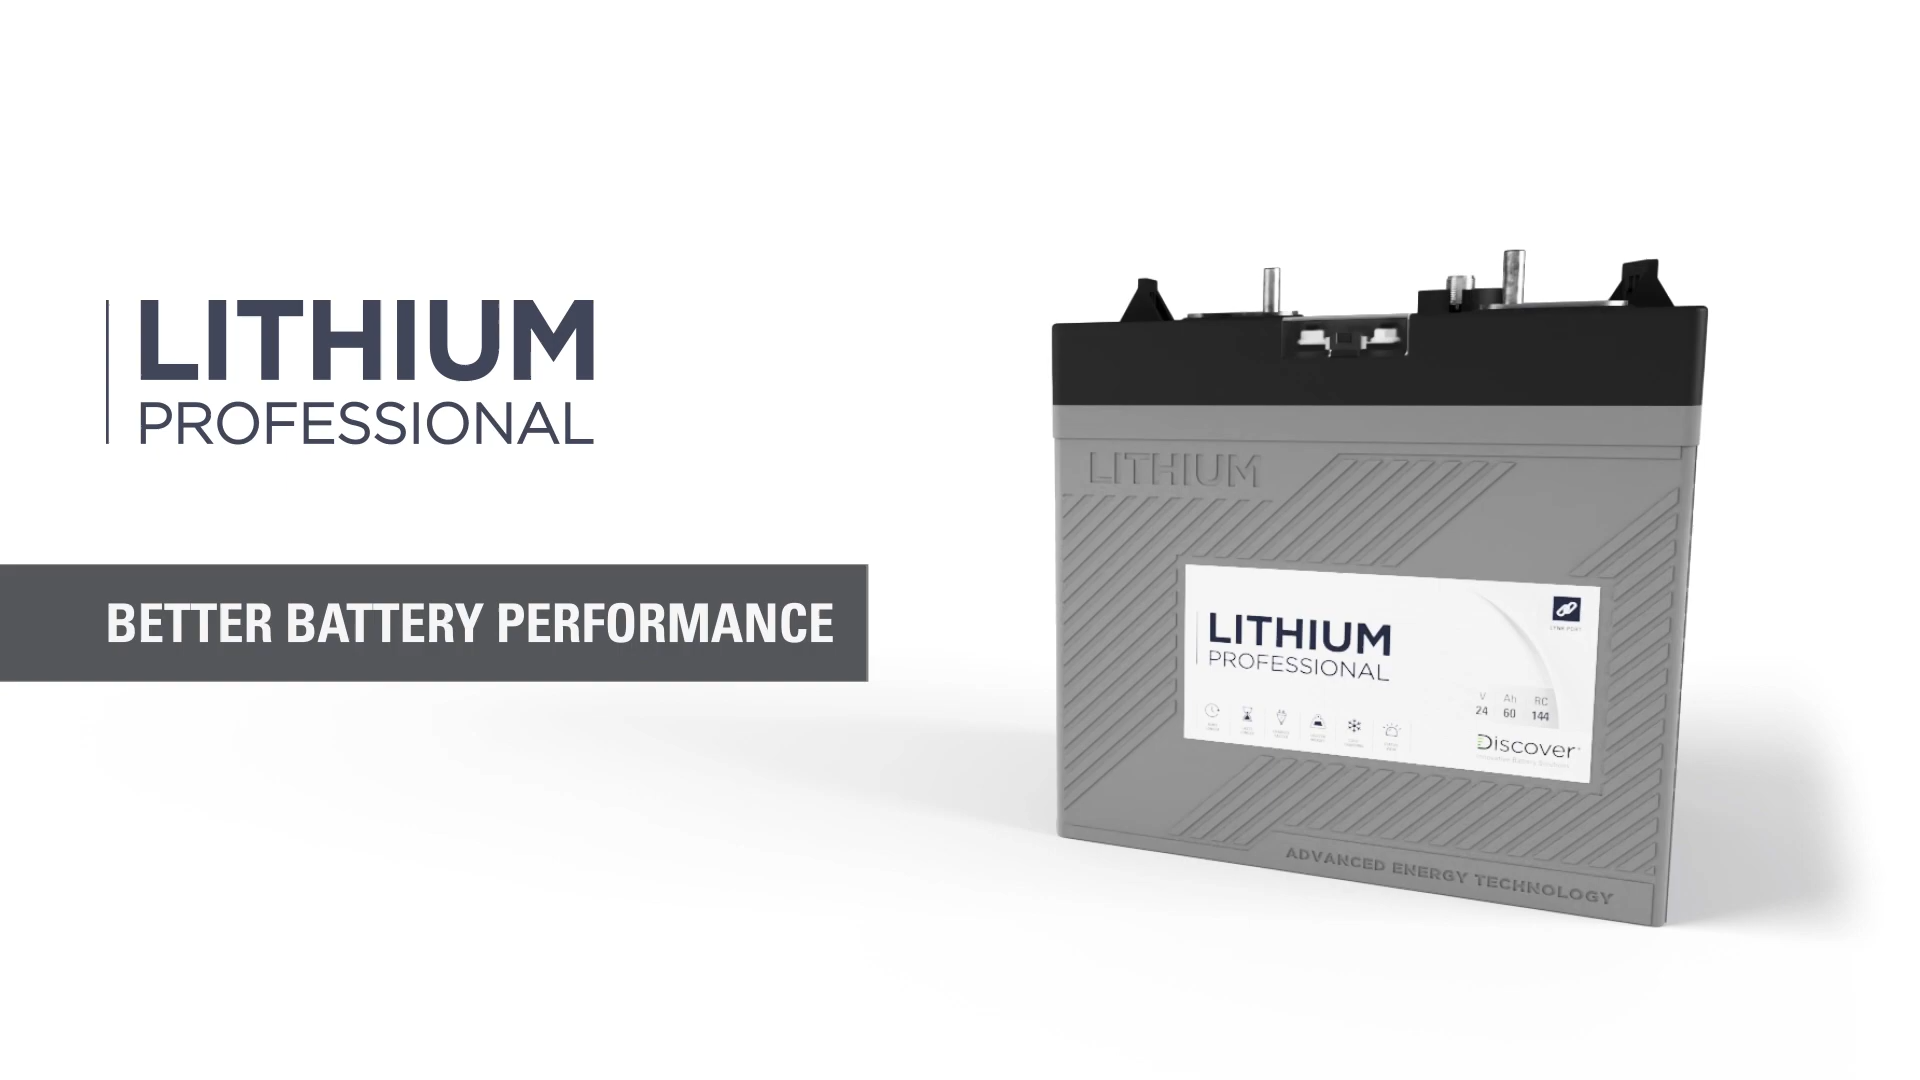 LITHIUM
PROFESSIONAL
BETTER BATTERY PERFORMANCE
LITHIUM
LITHIUM
PROFESSIONAL
V Ah RC
24 60 144
Discover
ADVANCED ENERGY TECHNOLOGY